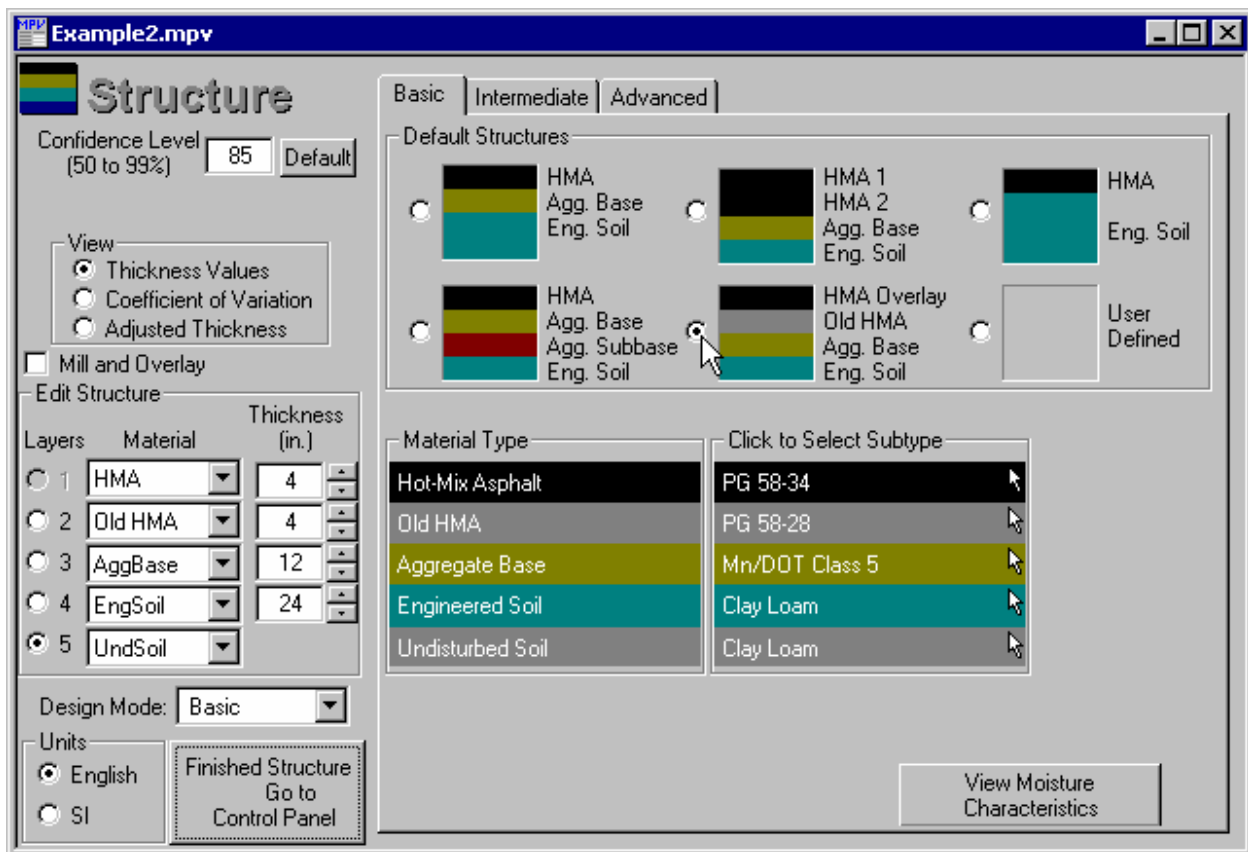 MPV
Example2.mpv
Structure
Confidence Level
(50 to 99%)
85
Default
View
Thickness Values
Coefficient of Variation
Adjusted Thickness
Mill and Overlay
Edit Structure
Layers
Material
Thickness
(in.)
1
HMA
4
2
Old HMA
4
3
AggBase
12
4
EngSoil
24
5
UndSoil
Design Mode:
Basic
Units
English
SI
Finished Structure
Go to
Control Panel
Basic
Intermediate
Advanced
Default Structures
HMA
Agg. Base
Eng. Soil
HMA 1
HMA 2
Agg. Base
Eng. Soil
HMA
Eng. Soil
HMA
Agg. Base
Agg. Subbase
Eng. Soil
HMA Overlay
Old HMA
Agg. Base
Eng. Soil
User
Defined
Material Type
Click to Select Subtype
Hot-Mix Asphalt
PG 58-34
Old HMA
PG 58-28
Aggregate Base
Mn/DOT Class 5
Engineered Soil
Clay Loam
Undisturbed Soil
Clay Loam
View Moisture
Characteristics